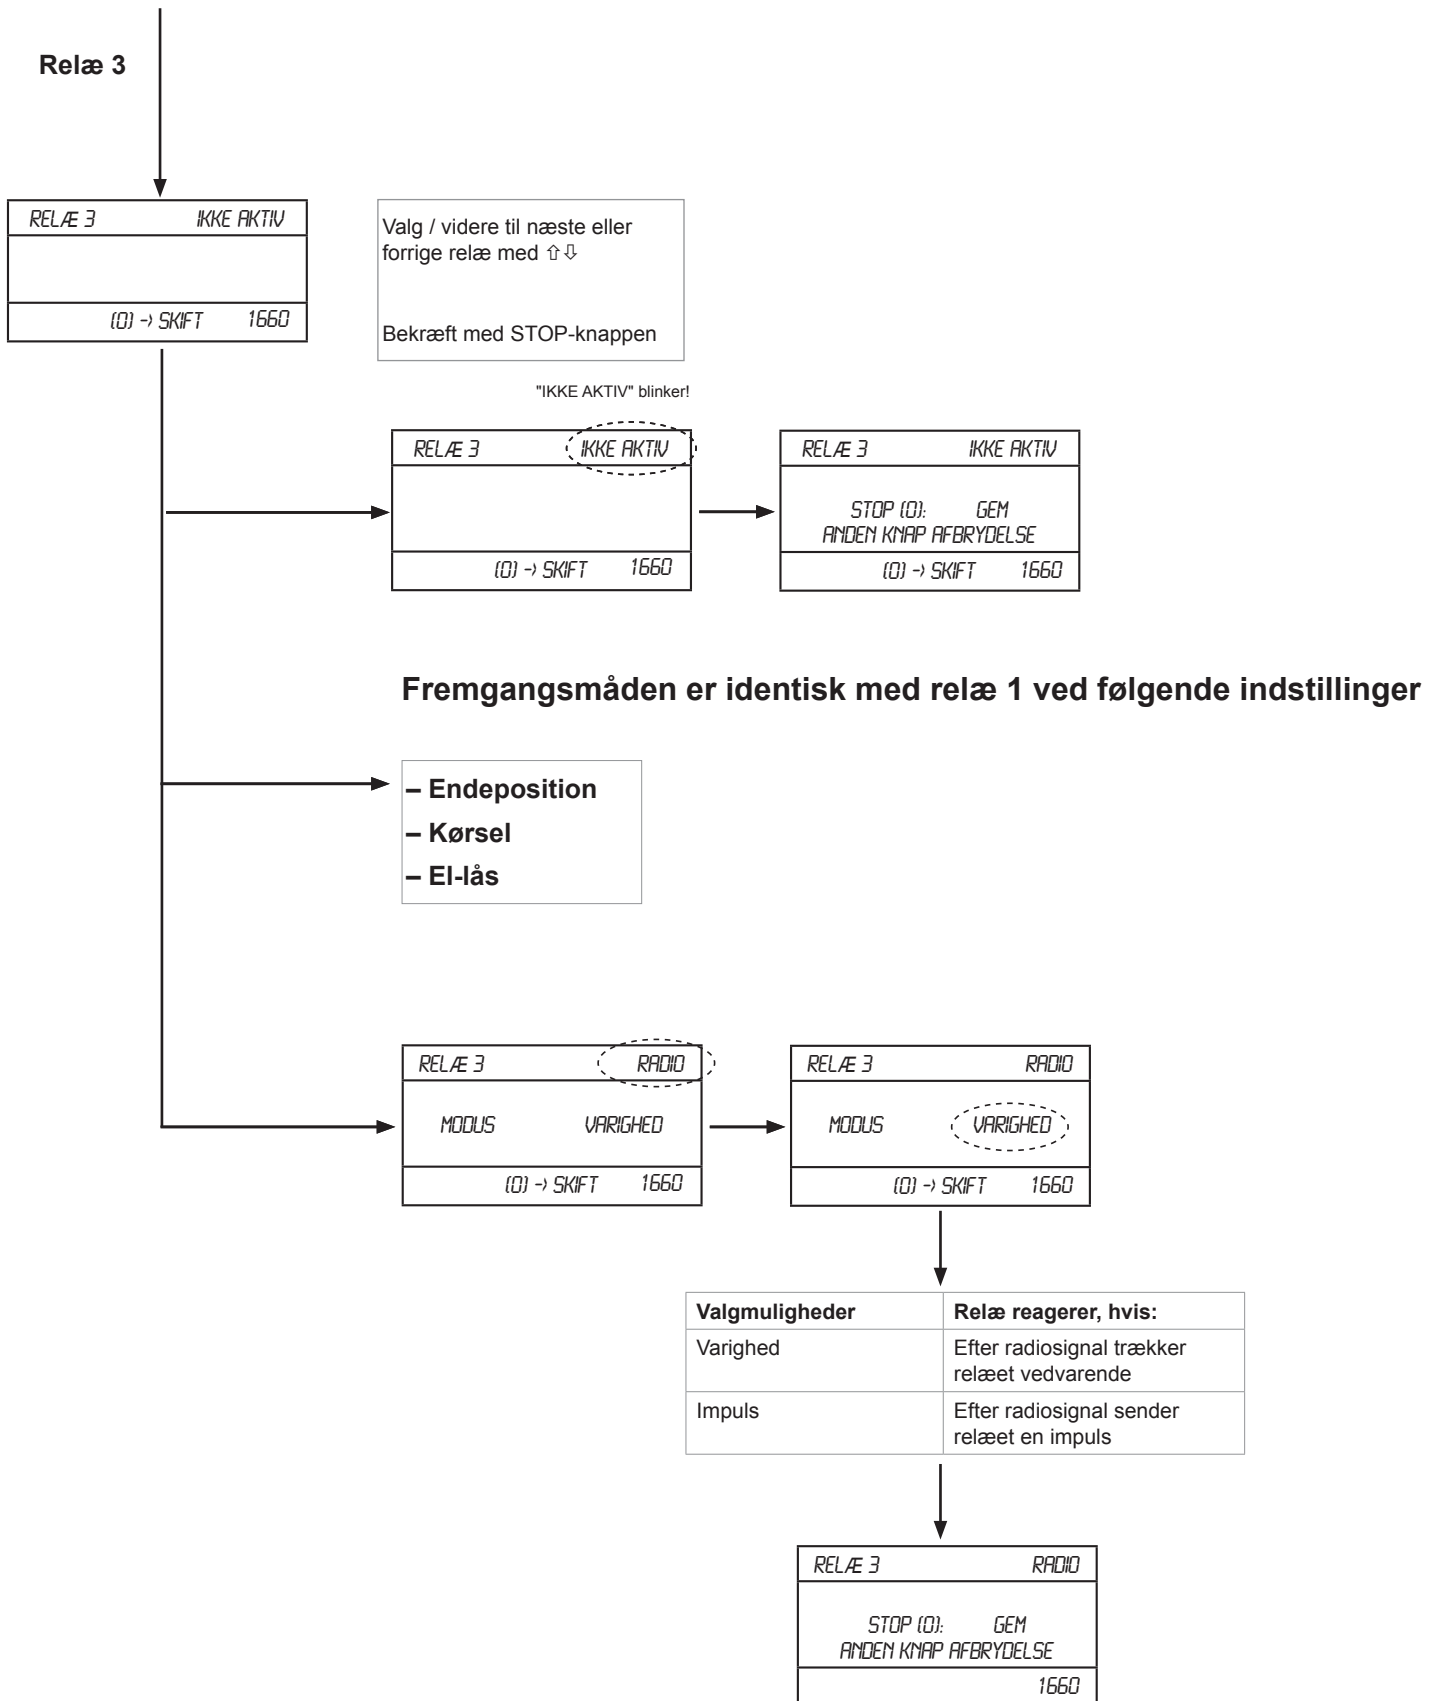 Relæ 3
RELÆ 3 IKKE AKTIV
(0) -> SKIFT 1660
Valg / videre til næste eller
forrige relæ med ⇧⇩
Bekræft med STOP-knappen
"IKKE AKTIV" blinker!
RELÆ 3 IKKE AKTIV
(0) -> SKIFT 1660
RELÆ 3 IKKE AKTIV
STOP (0): GEM
ANDEN KNAP AFBRYDELSE
(0) -> SKIFT 1660
Fremgangsmåden er identisk med relæ 1 ved følgende indstillinger
– Endeposition
– Kørsel
– El-lås
RELÆ 3 RADIO
MODUS VARIGHED
(0) -> SKIFT 1660
RELÆ 3 RADIO
MODUS VARIGHED
(0) -> SKIFT 1660
Valgmuligheder Relæ reagerer, hvis:
Varighed Efter radiosignal trækker
relæet vedvarende
Impuls Efter radiosignal sender
relæet en impuls
RELÆ 3 RADIO
STOP (0): GEM
ANDEN KNAP AFBRYDELSE
1660